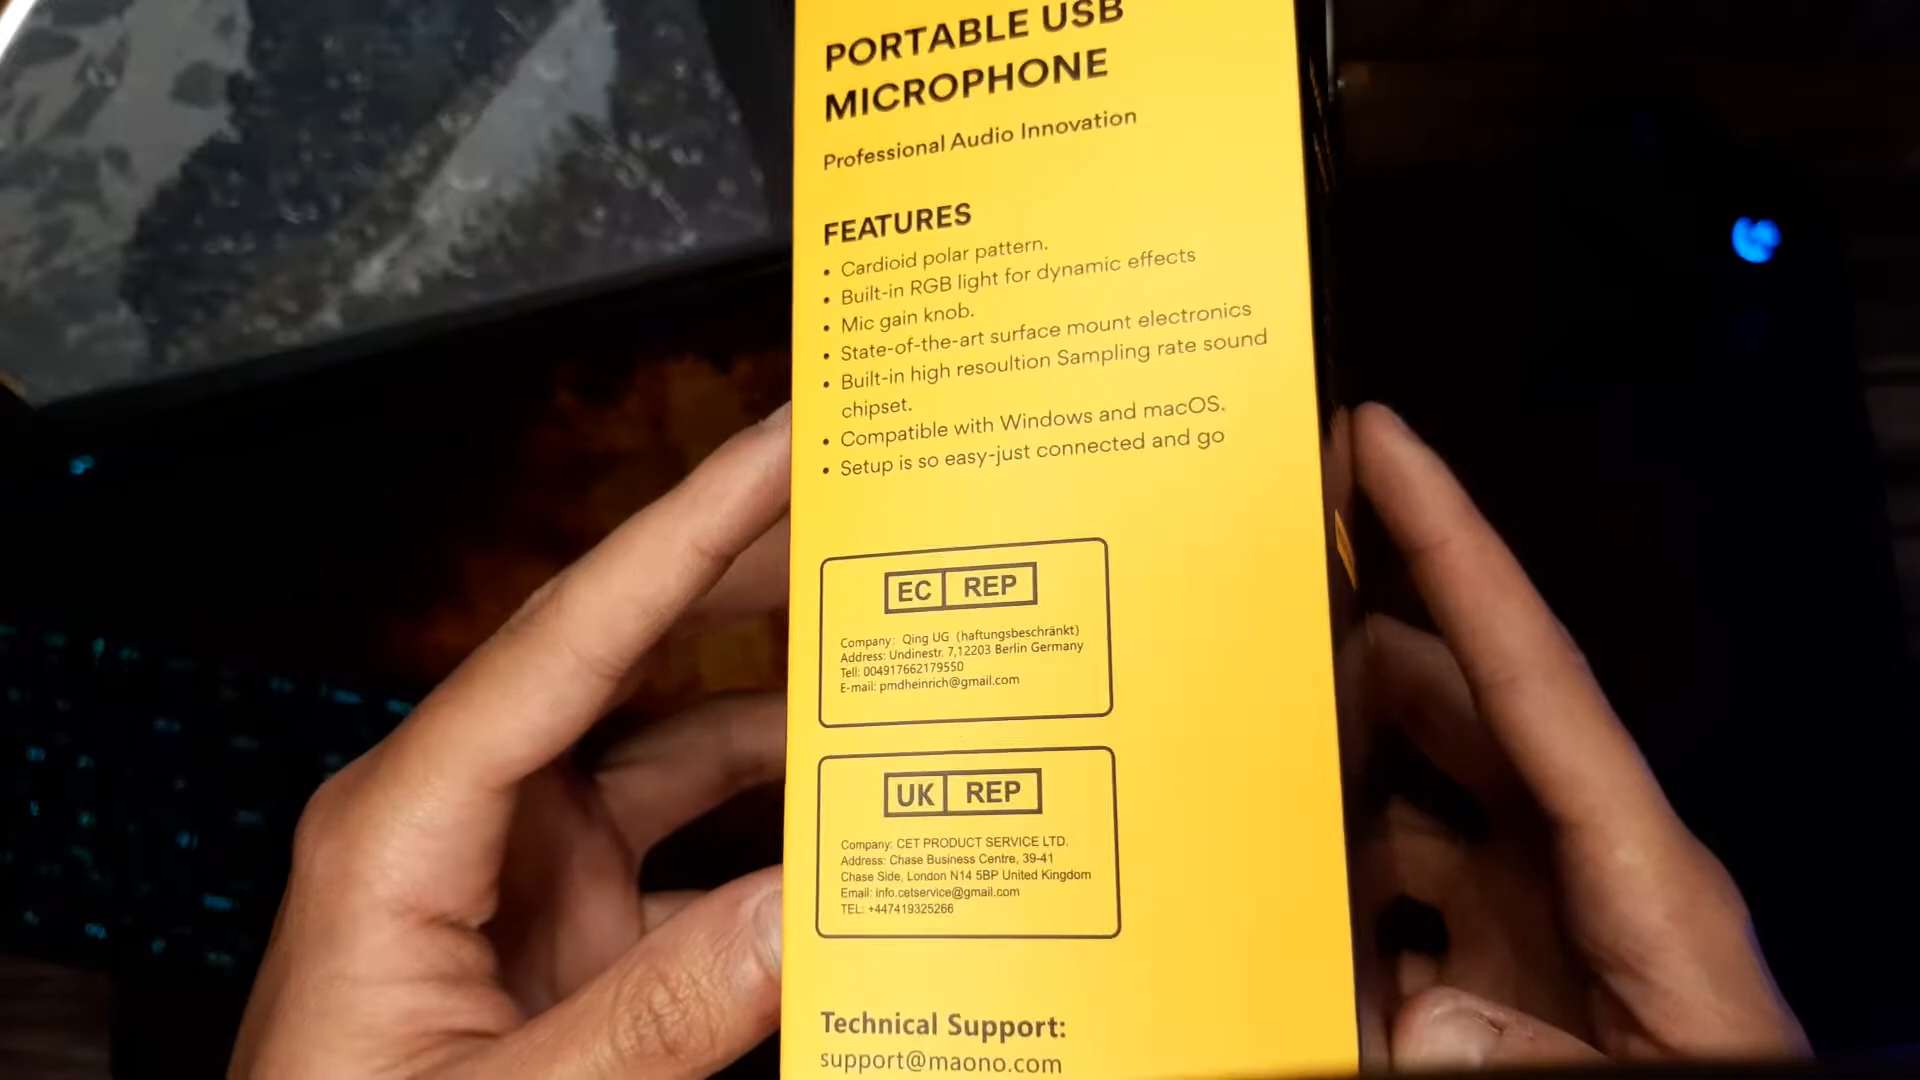 PORTABLE USB
MICROPHONE
Professional Audio Innovation
FEATURES
• Cardioid polar pattern.
• Built-in RGB light for dynamic effects
• Mic gain knob.
• State-of-the-art surface mount electronics
• Built-in high resoultion Sampling rate sound
chipset.
• Compatible with Windows and macOS.
• Setup is so easy-just connected and go
EC REP
Company: Qing UG (haftungsbeschränkt)
Address: Undinestr. 7,12203 Berlin Germany
Tell: 004917662179550
E-mail: pmdheinrich@gmail.com
UK REP
Company: CET PRODUCT SERVICE LTD.
Address: Chase Business Centre, 39-41
Chase Side, London N14 5BP United Kingdom
Email: info.cetservice@gmail.com
TEL: +447419325266
Technical Support:
support@maono.com